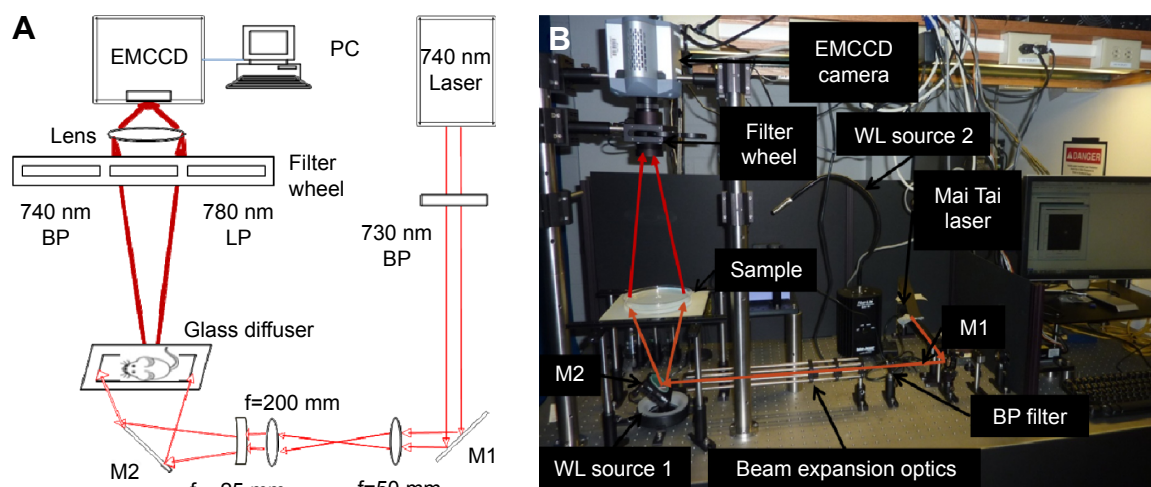 A
EMCCD
PC
740 nm
Laser
Lens
Filter
wheel
740 nm
BP
780 nm
LP
730 nm
BP
Glass diffuser
f=200 mm
M2
M1
f=50 mm
B
EMCCD
camera
Filter
wheel
WL source 2
DANGER
Mai Tai
laser
Sample
M1
M2
BP filter
WL source 1
Beam expansion optics